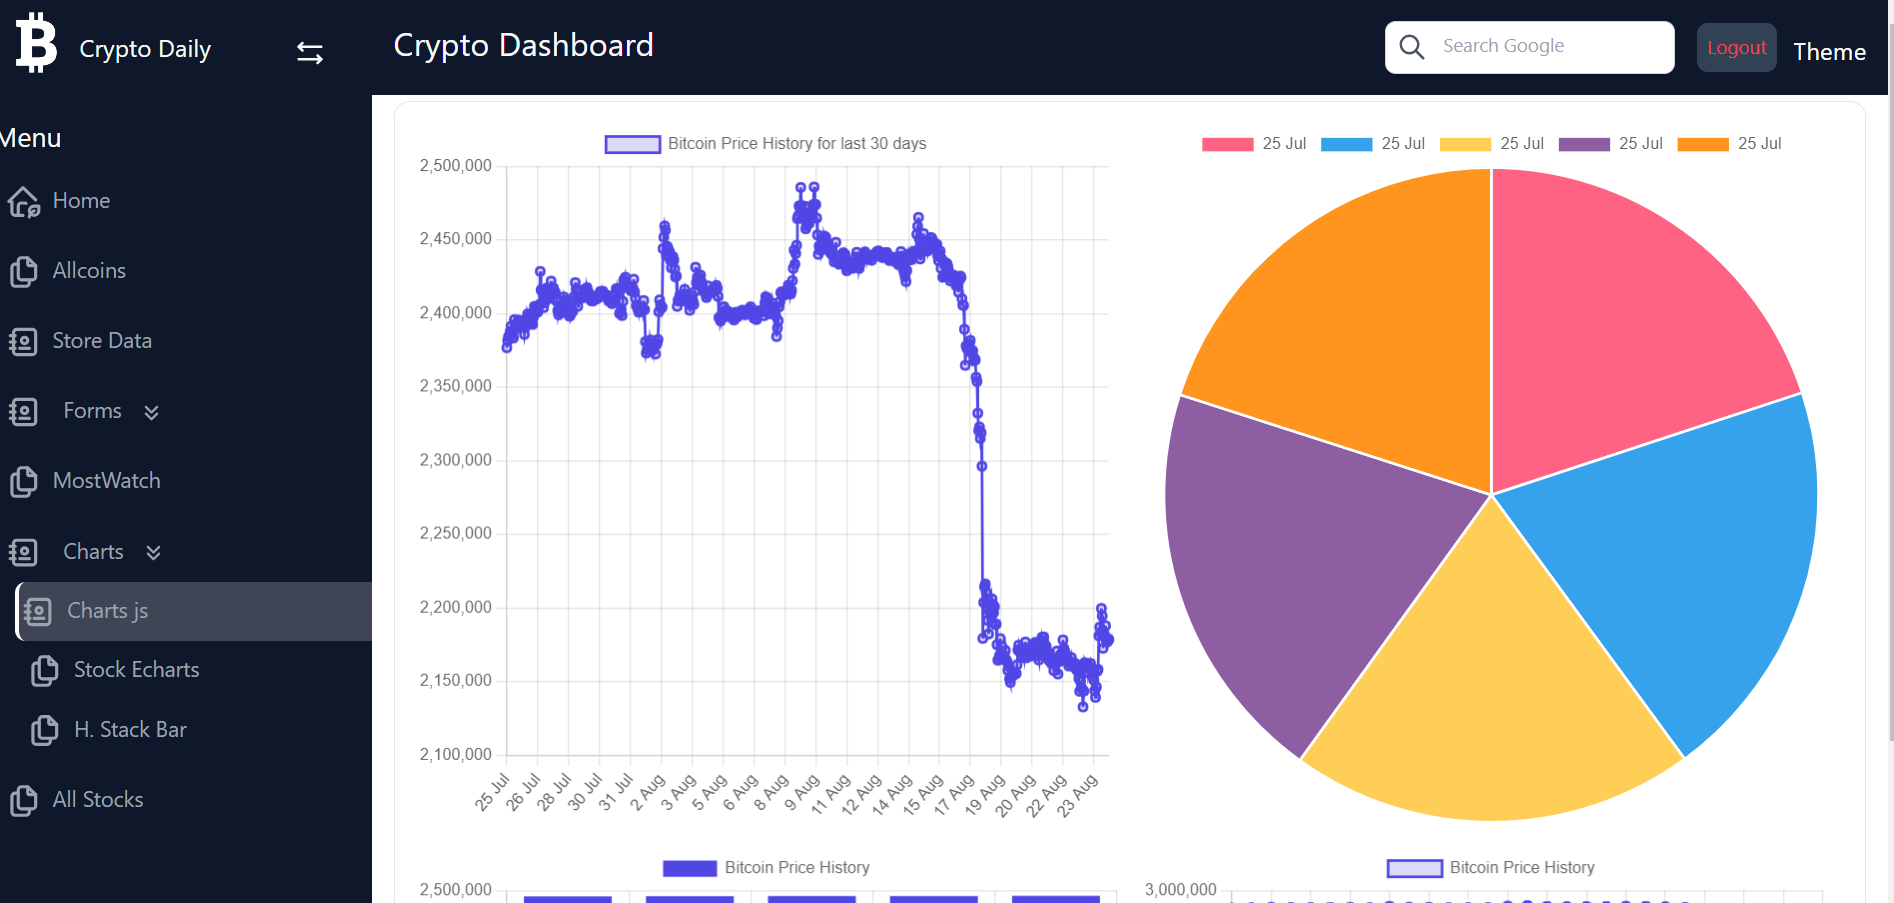 Crypto Daily
Crypto Dashboard
Search Google
Logout
Theme
Menu
Home
Allcoins
Store Data
Forms
MostWatch
Charts
Charts js
Stock Echarts
H. Stack Bar
All Stocks
Bitcoin Price History for last 30 days
2,500,000
2,450,000
2,400,000
2,350,000
2,300,000
2,250,000
2,200,000
2,150,000
2,100,000
25 Jul
26 Jul
28 Jul
30 Jul
31 Jul
2 Aug
3 Aug
5 Aug
6 Aug
8 Aug
9 Aug
11 Aug
12 Aug
14 Aug
15 Aug
17 Aug
19 Aug
20 Aug
22 Aug
23 Aug
25 Jul 25 Jul 25 Jul 25 Jul 25 Jul
Bitcoin Price History
2,500,000
Bitcoin Price History
3,000,000